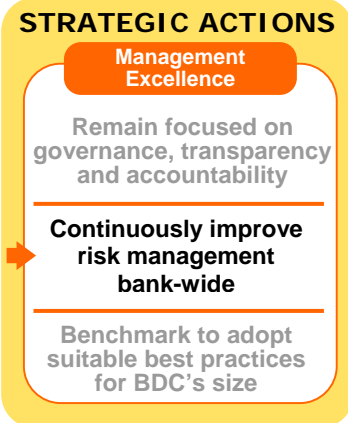 STRATEGIC ACTIONS
Management
Excellence
Remain focused on
governance, transparency
and accountability
Continuously improve
risk management
bank-wide
Benchmark to adopt
suitable best practices
for BDC's size